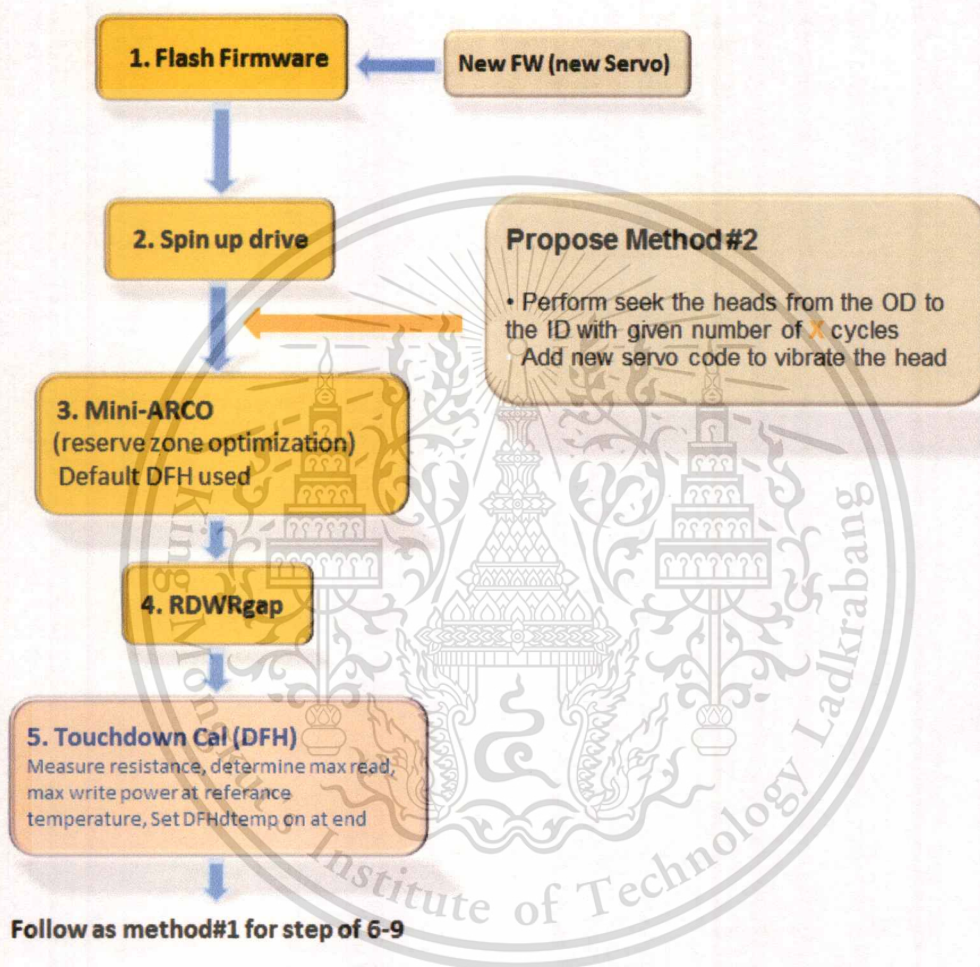 1. Flash Firmware
New FW (new Servo)
2. Spin up drive
Propose Method #2
• Perform seek the heads from the OD to
the ID with given number of X cycles
• Add new servo code to vibrate the head
3. Mini-ARCO
(reserve zone optimization)
Default DFH used
4. RDWRgap
5. Touchdown Cal (DFH)
Measure resistance, determine max read,
max write power at referance
temperature, Set DFHdtemp on at end
Follow as method#1 for step of 6-9
King Mongkut's Institute of Technology Ladkrabang